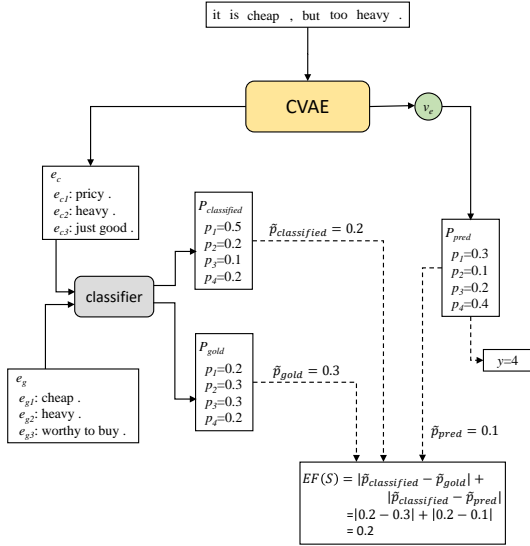 it is cheap , but too heavy .
CVAE
v_e
e_c
e_c1: pricy .
e_c2: heavy .
e_c3: just good .
P_classified
p_1=0.5
p_2=0.2
p_3=0.1
p_4=0.2
p̃_classified = 0.2
P_pred
p_1=0.3
p_2=0.1
p_3=0.2
p_4=0.4
classifier
y=4
P_gold
p_1=0.2
p_2=0.3
p_3=0.3
p_4=0.2
p̃_gold = 0.3
e_g
e_g1: cheap .
e_g2: heavy .
e_g3: worthy to buy .
p̃_pred = 0.1
EF(S) = |p̃_classified − p̃_gold| +
|p̃_classified − p̃_pred|
=|0.2 − 0.3| + |0.2 − 0.1|
= 0.2